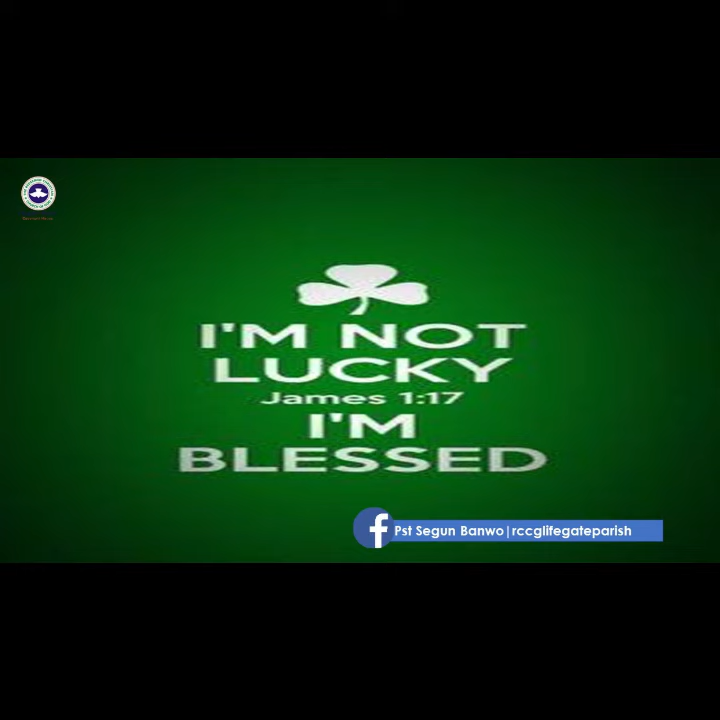 I'M NOT
LUCKY
James 1:17
I'M
BLESSED
Pst Segun Banwo|rccglifegateparish